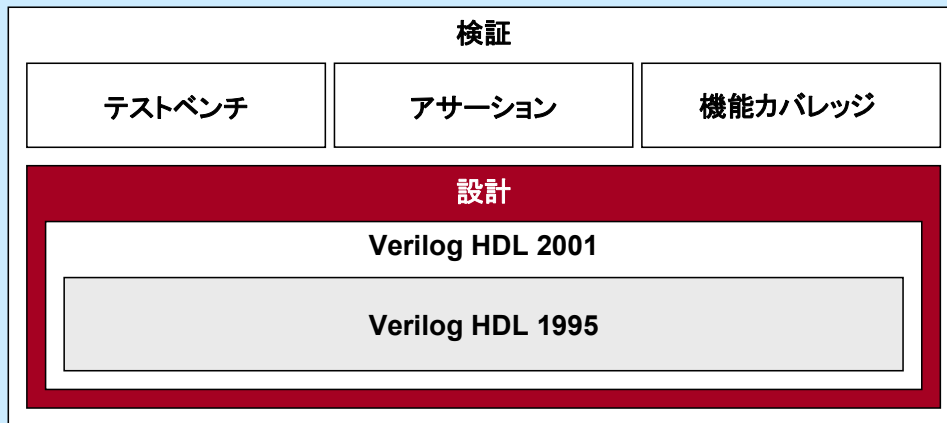 検証
テストベンチ
アサーション
機能カバレッジ
設計
Verilog HDL 2001
Verilog HDL 1995